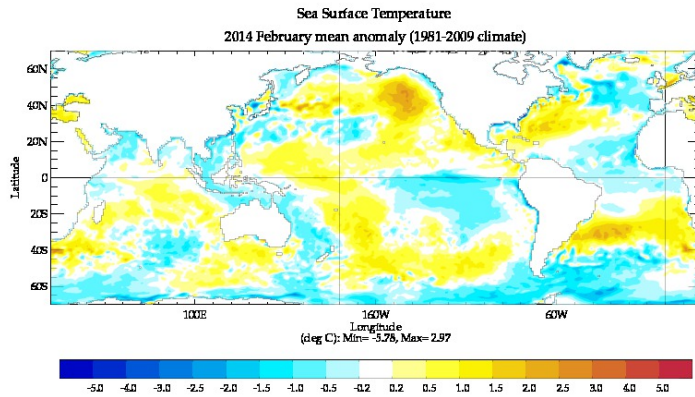 Sea Surface Temperature
2014 February mean anomaly (1981-2009 climate)
60N
40N
20N
0
20S
40S
60S
Latitude
100E 160W 60W
Longitude
(deg C): Min= -5.78, Max= 2.97
-5.0 -4.0 -3.0 -2.5 -2.0 -1.5 -1.0 -0.5 -0.2 0.2 0.5 1.0 1.5 2.0 2.5 3.0 4.0 5.0